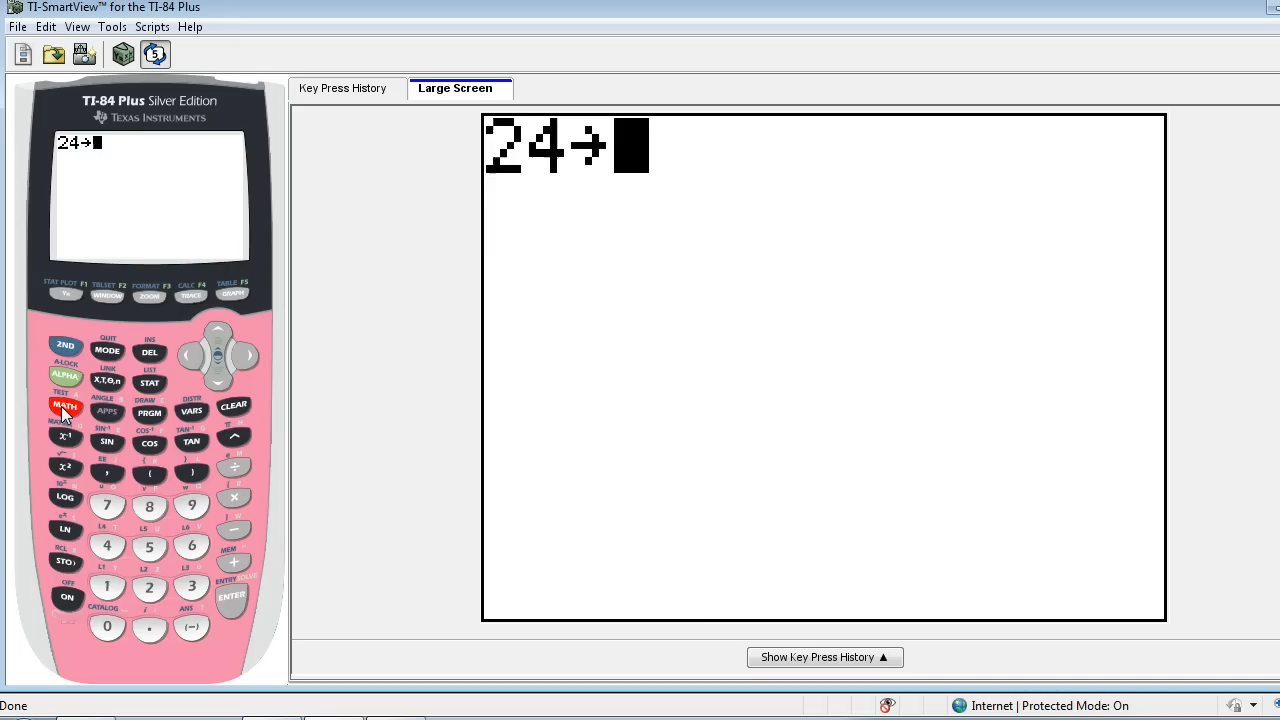 TI-SmartView™ for the TI-84 Plus
File Edit View Tools Scripts Help
5
Key Press History Large Screen
TI-84 Plus Silver Edition
TEXAS INSTRUMENTS
24→
24→
STAT PLOT F1 TBLSET F2 FORMAT F3 CALC F4 TABLE F5
Y= WINDOW ZOOM TRACE GRAPH
QUIT INS
2ND MODE DEL
A-LOCK LINK LIST
ALPHA X,T,Θ,n STAT
TEST A ANGLE B DRAW C DISTR
MATH APPS PRGM VARS CLEAR
SIN⁻¹ E COS⁻¹ F TAN⁻¹ G π H
x⁻¹ SIN COS TAN ^
√ EE J { K } L e M
x² , ( ) ÷
10ˣ N u O v P w Q [ R
LOG 7 8 9 ×
eˣ S L4 T L5 U L6 V ] W
LN 4 5 6 −
RCL X L1 Y L2 Z L3 θ MEM "
STO› 1 2 3 +
OFF CATALOG i : ANS ? ENTRY SOLVE
ON 0 . (−) ENTER
Show Key Press History ▲
Done Internet | Protected Mode: On